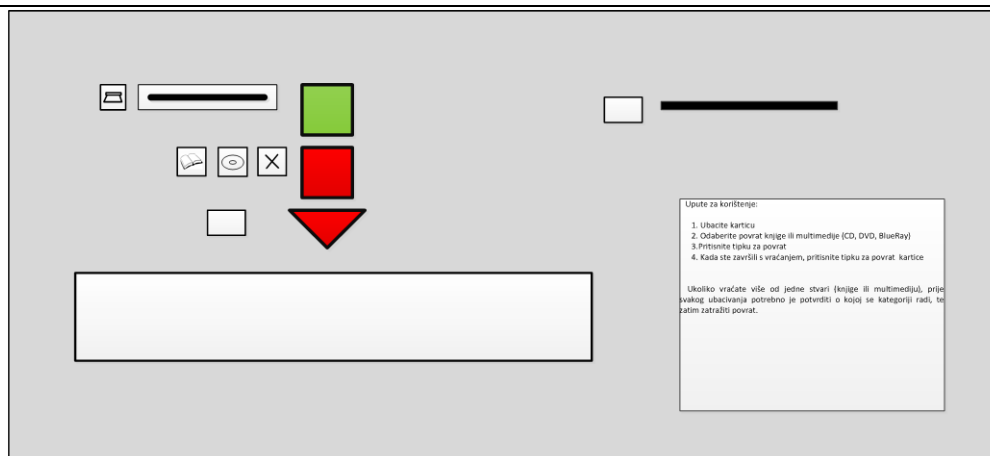 Upute za korištenje:
1. Ubacite karticu
2. Odaberite povrat knjige ili multimedije (CD, DVD, BlueRay)
3.Pritisnite tipku za povrat
4. Kada ste završili s vraćanjem, pritisnite tipku za povrat kartice
Ukoliko vraćate više od jedne stvari (knjige ili multimediju), prije
svakog ubacivanja potrebno je potvrditi o kojoj se kategoriji radi, te
zatim zatražiti povrat.